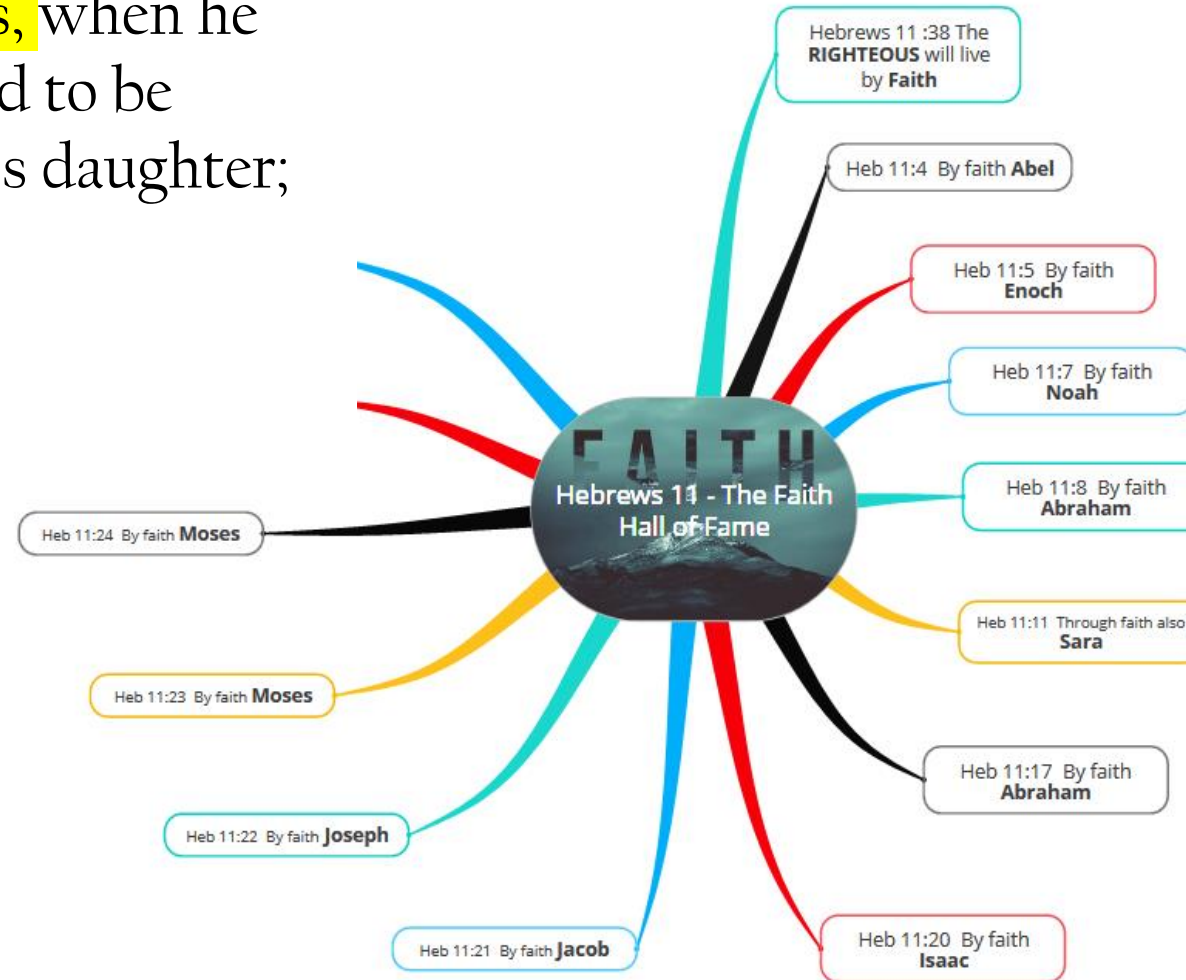 s, when he
d to be
s daughter;
Hebrews 11 :38 The
RIGHTEOUS will live
by Faith
Heb 11:4 By faith Abel
Heb 11:5 By faith
Enoch
Heb 11:7 By faith
Noah
Heb 11:8 By faith
Abraham
Heb 11:11 Through faith also
Sara
Heb 11:17 By faith
Abraham
Heb 11:20 By faith
Isaac
Heb 11:21 By faith Jacob
Heb 11:22 By faith Joseph
Heb 11:23 By faith Moses
Heb 11:24 By faith Moses
FAITH
Hebrews 11 - The Faith
Hall of Fame